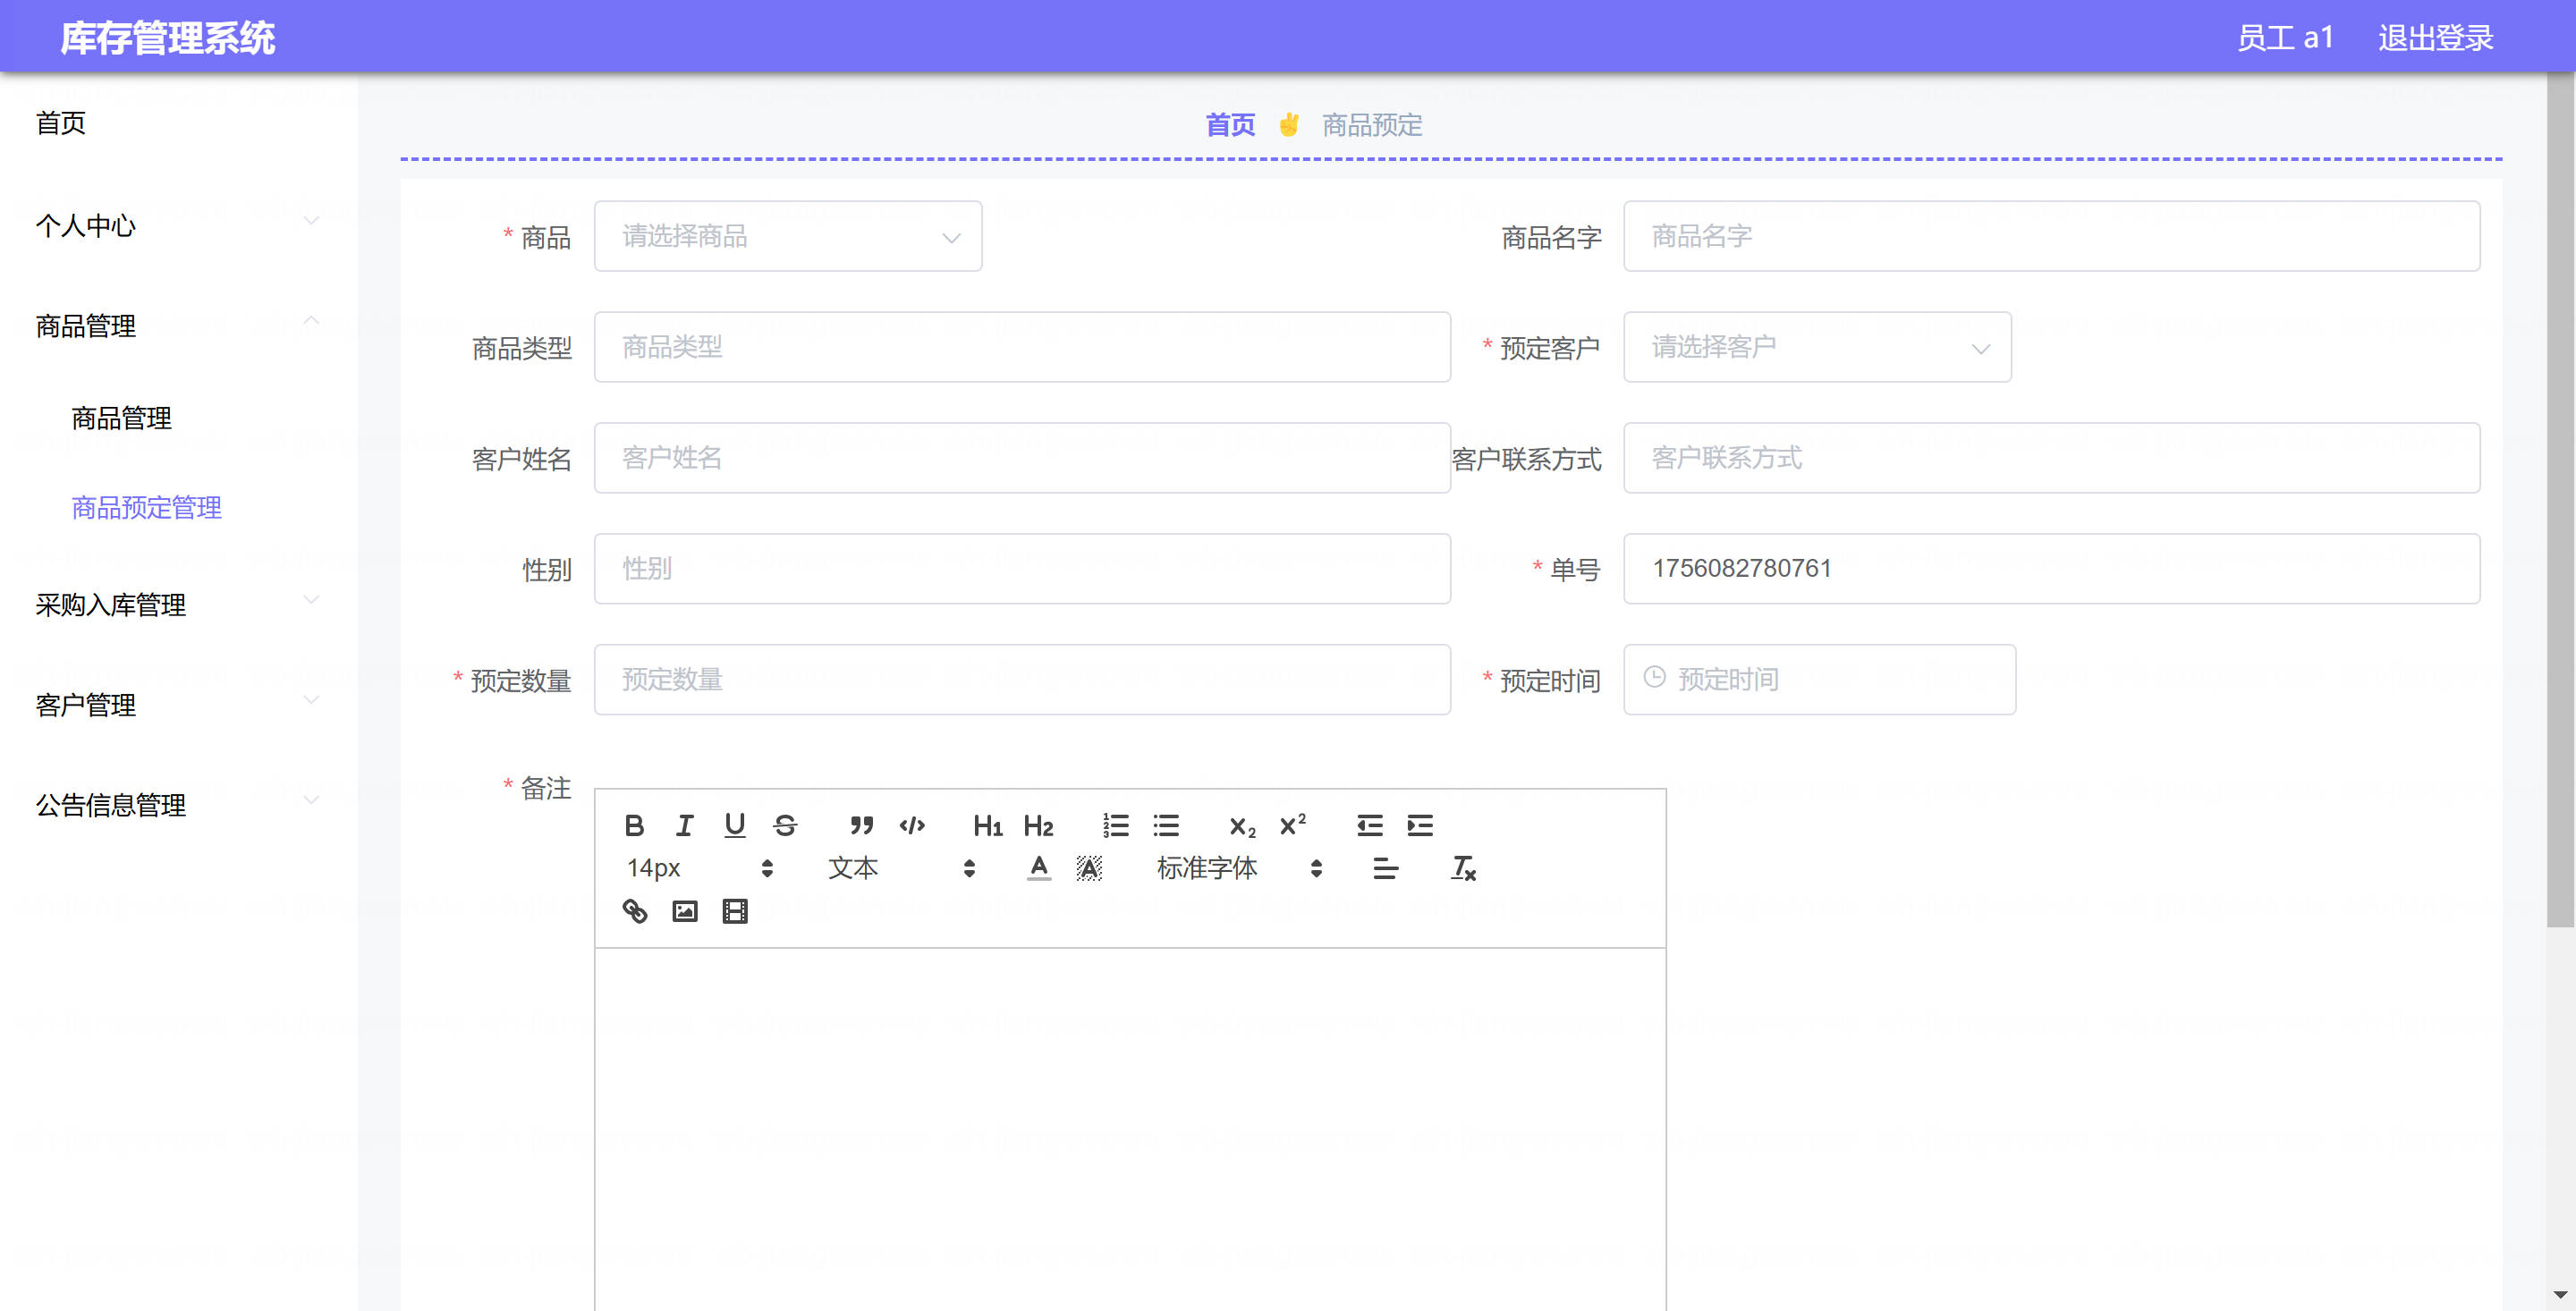 库存管理系统
员工 a1 退出登录
首页
个人中心
商品管理
商品管理
商品预定管理
采购入库管理
客户管理
公告信息管理
首页 ✌ 商品预定
* 商品 请选择商品
商品名字 商品名字
商品类型 商品类型
* 预定客户 请选择客户
客户姓名 客户姓名
客户联系方式 客户联系方式
性别 性别
* 单号 1756082780761
* 预定数量 预定数量
* 预定时间 预定时间
* 备注
14px 文本 标准字体